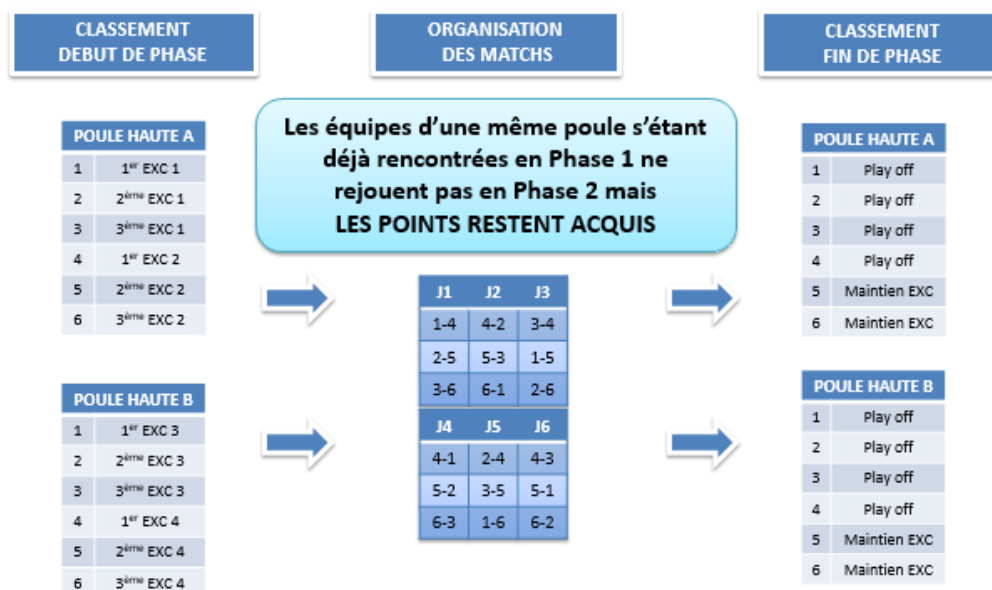 CLASSEMENT
DEBUT DE PHASE
ORGANISATION
DES MATCHS
CLASSEMENT
FIN DE PHASE
Les équipes d’une même poule s’étant
déjà rencontrées en Phase 1 ne
rejouent pas en Phase 2 mais
LES POINTS RESTENT ACQUIS
POULE HAUTE A
1 1er EXC 1
2 2ème EXC 1
3 3ème EXC 1
4 1er EXC 2
5 2ème EXC 2
6 3ème EXC 2
POULE HAUTE B
1 1er EXC 3
2 2ème EXC 3
3 3ème EXC 3
4 1er EXC 4
5 2ème EXC 4
6 3ème EXC 4
J1 J2 J3
1-4 4-2 3-4
2-5 5-3 1-5
3-6 6-1 2-6
J4 J5 J6
4-1 2-4 4-3
5-2 3-5 5-1
6-3 1-6 6-2
POULE HAUTE A
1 Play off
2 Play off
3 Play off
4 Play off
5 Maintien EXC
6 Maintien EXC
POULE HAUTE B
1 Play off
2 Play off
3 Play off
4 Play off
5 Maintien EXC
6 Maintien EXC